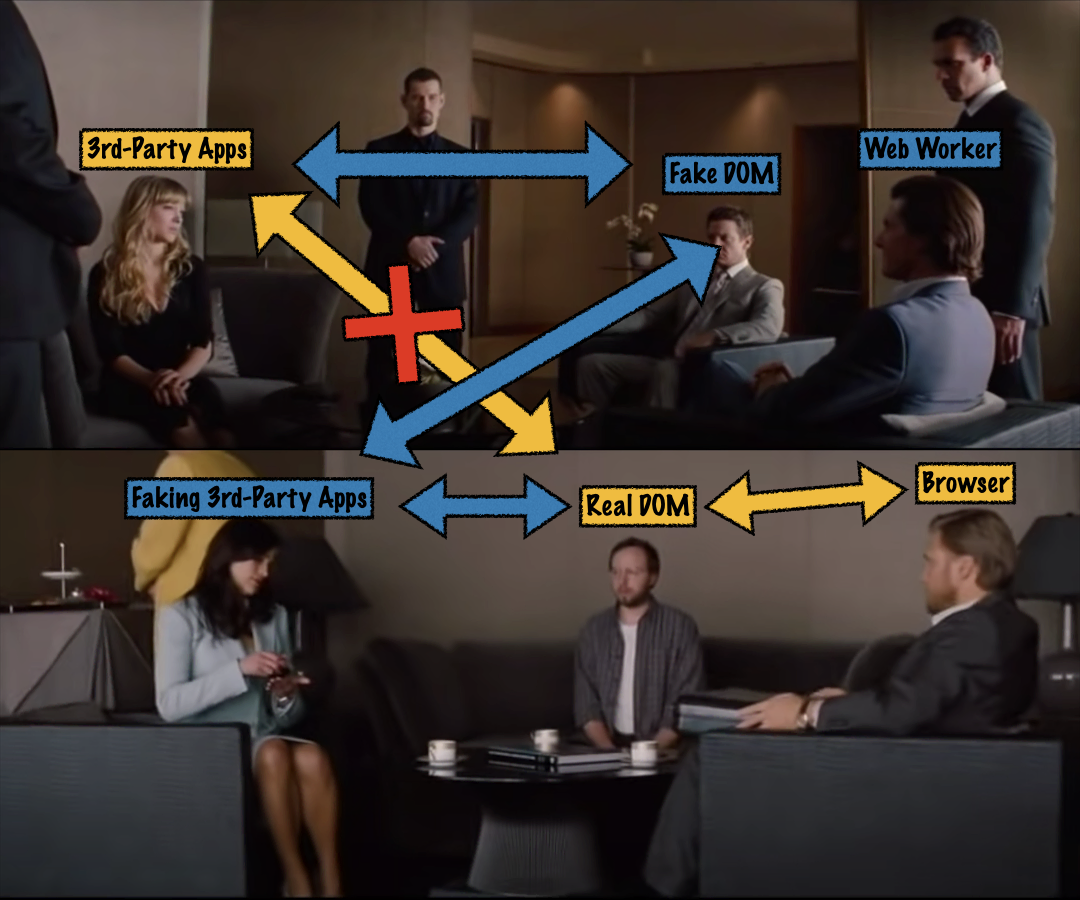 3rd-Party Apps
Fake DOM
Web Worker
Faking 3rd-Party Apps
Real DOM
Browser